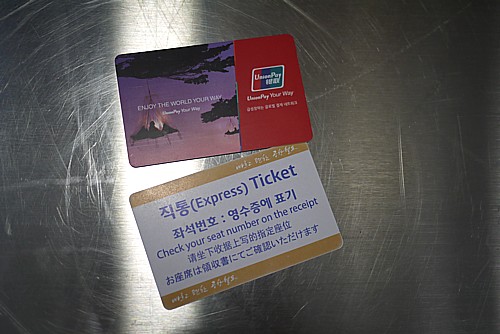 ENJOY THE WORLD YOUR WAY
UnionPay Your Way
UnionPay
银联
UnionPay Your Way
직통(Express) Ticket
좌석번호 : 영수증에 표기
Check your seat number on the receipt
请坐下收据上写的指定座位
お座席は領収書にてご確認いただけます